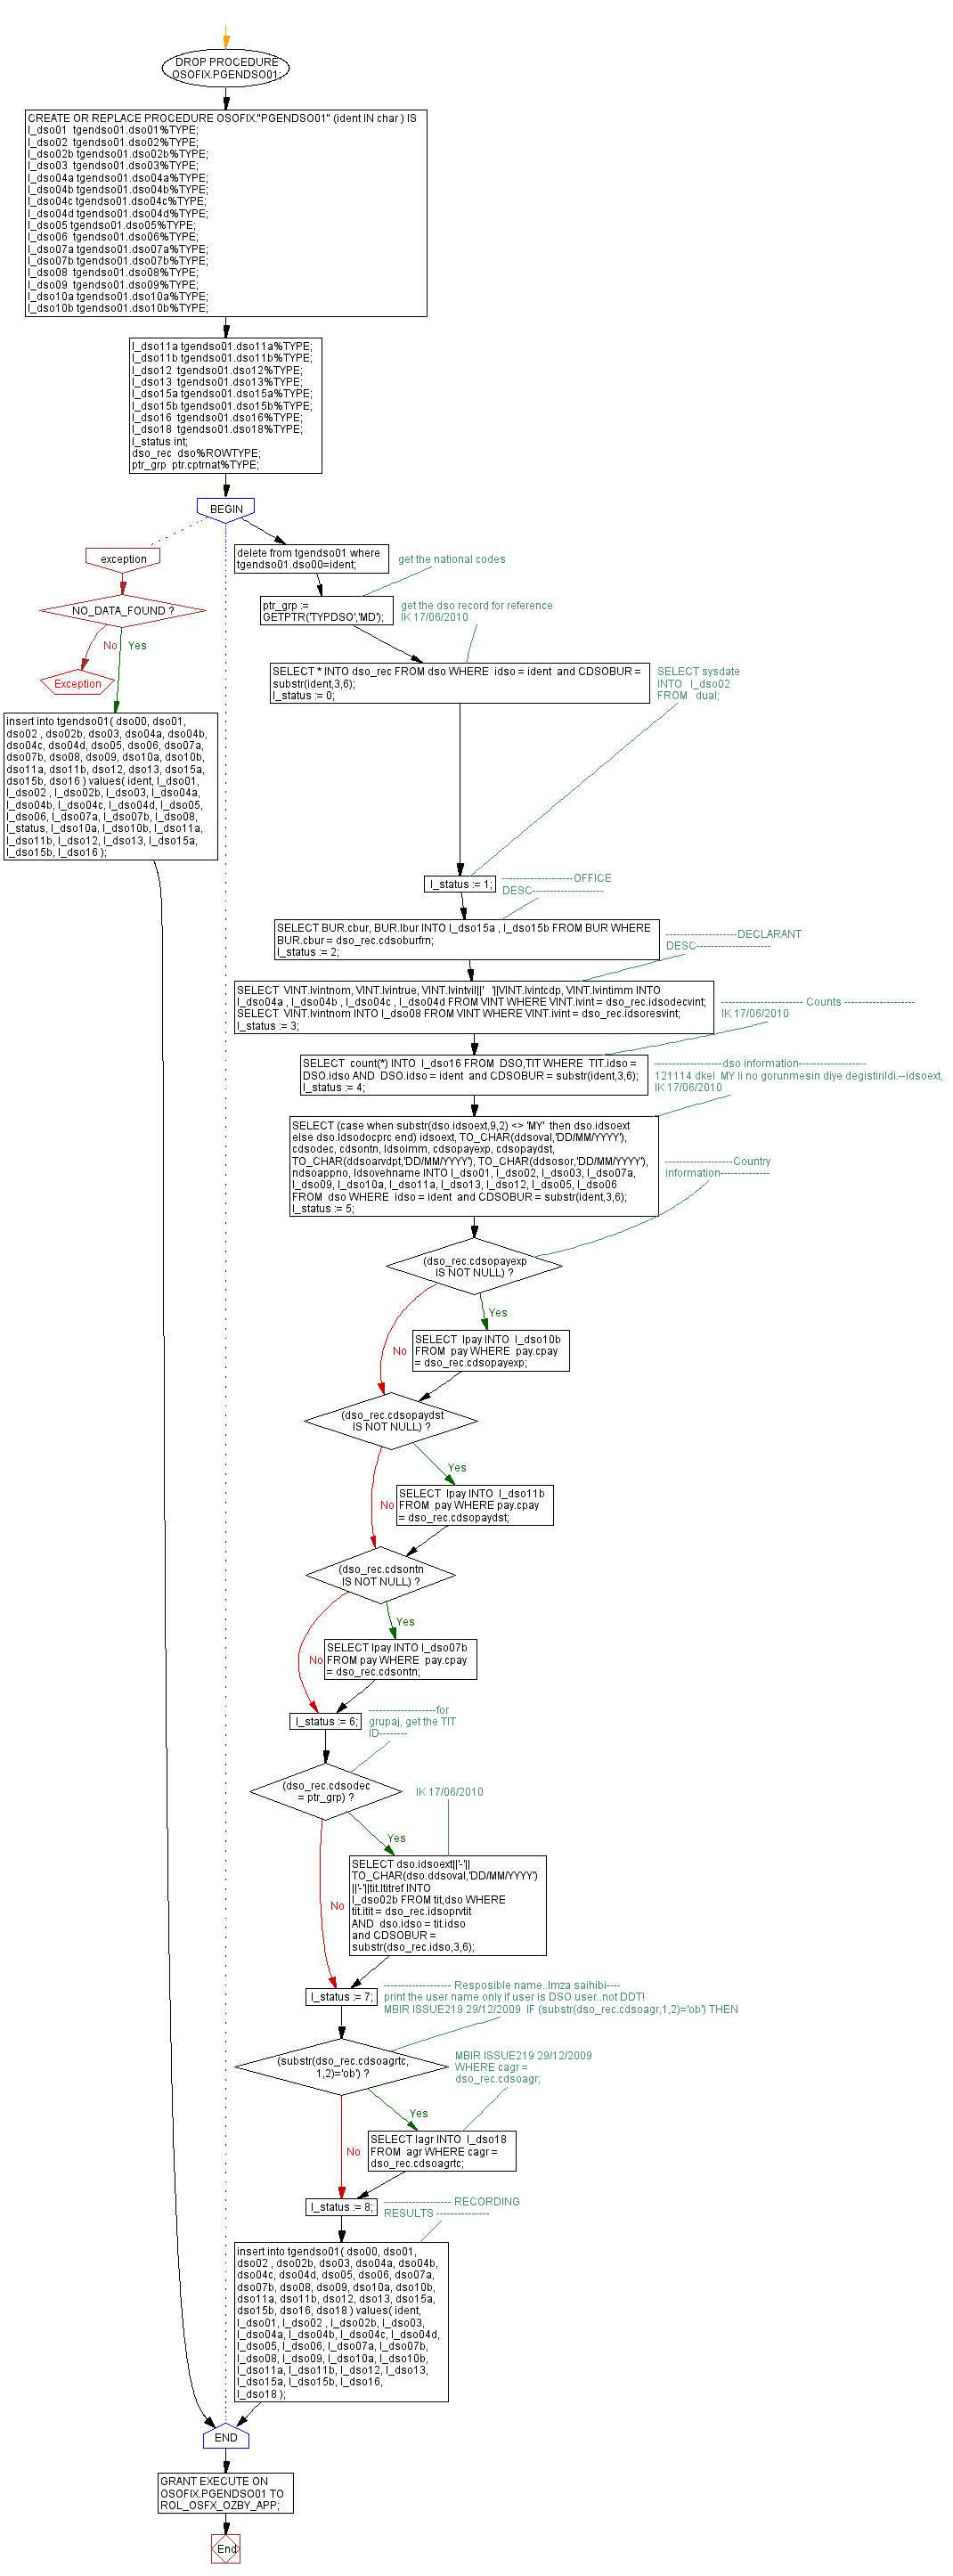 DROP PROCEDURE
OSOFIX.PGENDSO01;
CREATE OR REPLACE PROCEDURE OSOFIX."PGENDSO01" (ident IN char ) IS
l_dso01  tgendso01.dso01%TYPE;
l_dso02  tgendso01.dso02%TYPE;
l_dso02b tgendso01.dso02b%TYPE;
l_dso03  tgendso01.dso03%TYPE;
l_dso04a tgendso01.dso04a%TYPE;
l_dso04b tgendso01.dso04b%TYPE;
l_dso04c tgendso01.dso04c%TYPE;
l_dso04d tgendso01.dso04d%TYPE;
l_dso05 tgendso01.dso05%TYPE;
l_dso06  tgendso01.dso06%TYPE;
l_dso07a tgendso01.dso07a%TYPE;
l_dso07b tgendso01.dso07b%TYPE;
l_dso08  tgendso01.dso08%TYPE;
l_dso09  tgendso01.dso09%TYPE;
l_dso10a tgendso01.dso10a%TYPE;
l_dso10b tgendso01.dso10b%TYPE;
l_dso11a tgendso01.dso11a%TYPE;
l_dso11b tgendso01.dso11b%TYPE;
l_dso12  tgendso01.dso12%TYPE;
l_dso13  tgendso01.dso13%TYPE;
l_dso15a tgendso01.dso15a%TYPE;
l_dso15b tgendso01.dso15b%TYPE;
l_dso16  tgendso01.dso16%TYPE;
l_dso18  tgendso01.dso18%TYPE;
l_status int;
dso_rec  dso%ROWTYPE;
ptr_grp  ptr.cptrnat%TYPE;
BEGIN
exception
NO_DATA_FOUND ?
No
Yes
Exception
insert into tgendso01( dso00, dso01,
dso02 , dso02b, dso03, dso04a, dso04b,
dso04c, dso04d, dso05, dso06, dso07a,
dso07b, dso08, dso09, dso10a, dso10b,
dso11a, dso11b, dso12, dso13, dso15a,
dso15b, dso16 ) values( ident, l_dso01,
l_dso02 , l_dso02b, l_dso03, l_dso04a,
l_dso04b, l_dso04c, l_dso04d, l_dso05,
l_dso06, l_dso07a, l_dso07b, l_dso08,
l_status, l_dso10a, l_dso10b, l_dso11a,
l_dso11b, l_dso12, l_dso13, l_dso15a,
l_dso15b, l_dso16 );
delete from tgendso01 where
tgendso01.dso00=ident;
get the national codes
ptr_grp :=
GETPTR('TYPDSO','MD');
get the dso record for reference
IK 17/06/2010
SELECT * INTO dso_rec FROM dso WHERE  idso = ident  and CDSOBUR =
substr(ident,3,6);
l_status := 0;
SELECT sysdate
INTO   l_dso02
FROM   dual;
l_status := 1;
--------------------OFFICE
DESC--------------------
SELECT BUR.cbur, BUR.lbur INTO l_dso15a , l_dso15b FROM BUR WHERE
BUR.cbur = dso_rec.cdsoburfrn;
l_status := 2;
--------------------DECLARANT
DESC---------------------
SELECT  VINT.lvintnom, VINT.lvintrue, VINT.lvintvil||'   '||VINT.lvintcdp, VINT.lvintimm INTO
l_dso04a , l_dso04b , l_dso04c , l_dso04d FROM VINT WHERE VINT.ivint = dso_rec.idsodecvint;
SELECT  VINT.lvintnom INTO l_dso08 FROM VINT WHERE VINT.ivint = dso_rec.idsoresvint;
l_status := 3;
----------------------- Counts --------------------
IK 17/06/2010
SELECT  count(*) INTO  l_dso16 FROM  DSO,TIT WHERE  TIT.idso =
DSO.idso AND  DSO.idso = ident  and CDSOBUR = substr(ident,3,6);
l_status := 4;
-------------------dso information-------------------
121114 dkel  MY li no gorunmesin diye degistirildi.--idsoext,
IK 17/06/2010
SELECT (case when substr(dso.idsoext,9,2) <> 'MY'  then dso.idsoext
else dso.ldsodocprc end) idsoext, TO_CHAR(ddsoval,'DD/MM/YYYY'),
cdsodec, cdsontn, ldsoimm, cdsopayexp, cdsopaydst,
TO_CHAR(ddsoarvdpt,'DD/MM/YYYY'), TO_CHAR(ddsosor,'DD/MM/YYYY'),
ndsoappno, ldsovehname INTO l_dso01, l_dso02, l_dso03, l_dso07a,
l_dso09, l_dso10a, l_dso11a, l_dso13, l_dso12, l_dso05, l_dso06
FROM  dso WHERE  idso = ident  and CDSOBUR = substr(ident,3,6);
l_status := 5;
-------------------Country
information--------------
(dso_rec.cdsopayexp
IS NOT NULL) ?
Yes
No
SELECT  lpay INTO  l_dso10b
FROM  pay WHERE  pay.cpay
= dso_rec.cdsopayexp;
(dso_rec.cdsopaydst
IS NOT NULL) ?
Yes
No
SELECT  lpay INTO  l_dso11b
FROM  pay WHERE pay.cpay
= dso_rec.cdsopaydst;
(dso_rec.cdsontn
IS NOT NULL) ?
Yes
No
SELECT lpay INTO l_dso07b
FROM pay WHERE  pay.cpay
= dso_rec.cdsontn;
l_status := 6;
-------------------for
grupaj, get the TIT
ID--------
(dso_rec.cdsodec
= ptr_grp) ?
IK 17/06/2010
Yes
No
SELECT dso.idsoext||'-'||
TO_CHAR(dso.ddsoval,'DD/MM/YYYY')
||'-'||tit.ltitref INTO
l_dso02b FROM tit,dso WHERE
tit.itit = dso_rec.idsoprvtit
AND  dso.idso = tit.idso
and CDSOBUR =
substr(dso_rec.idso,3,6);
l_status := 7;
------------------- Resposible name..Imza saihibi----
print the user name only if user is DSO user..not DDT!
MBIR ISSUE219 29/12/2009  IF (substr(dso_rec.cdsoagr,1,2)='ob') THEN
(substr(dso_rec.cdsoagrtc,
1,2)='ob') ?
MBIR ISSUE219 29/12/2009
WHERE cagr =
dso_rec.cdsoagr;
Yes
No
SELECT lagr INTO  l_dso18
FROM  agr WHERE cagr =
dso_rec.cdsoagrtc;
l_status := 8;
------------------- RECORDING
RESULTS ---------------
insert into tgendso01( dso00, dso01,
dso02 , dso02b, dso03, dso04a, dso04b,
dso04c, dso04d, dso05, dso06, dso07a,
dso07b, dso08, dso09, dso10a, dso10b,
dso11a, dso11b, dso12, dso13, dso15a,
dso15b, dso16, dso18 ) values( ident,
l_dso01, l_dso02 , l_dso02b, l_dso03,
l_dso04a, l_dso04b, l_dso04c, l_dso04d,
l_dso05, l_dso06, l_dso07a, l_dso07b,
l_dso08, l_dso09, l_dso10a, l_dso10b,
l_dso11a, l_dso11b, l_dso12, l_dso13,
l_dso15a, l_dso15b, l_dso16,
l_dso18 );
END
GRANT EXECUTE ON
OSOFIX.PGENDSO01 TO
ROL_OSFX_OZBY_APP;
End